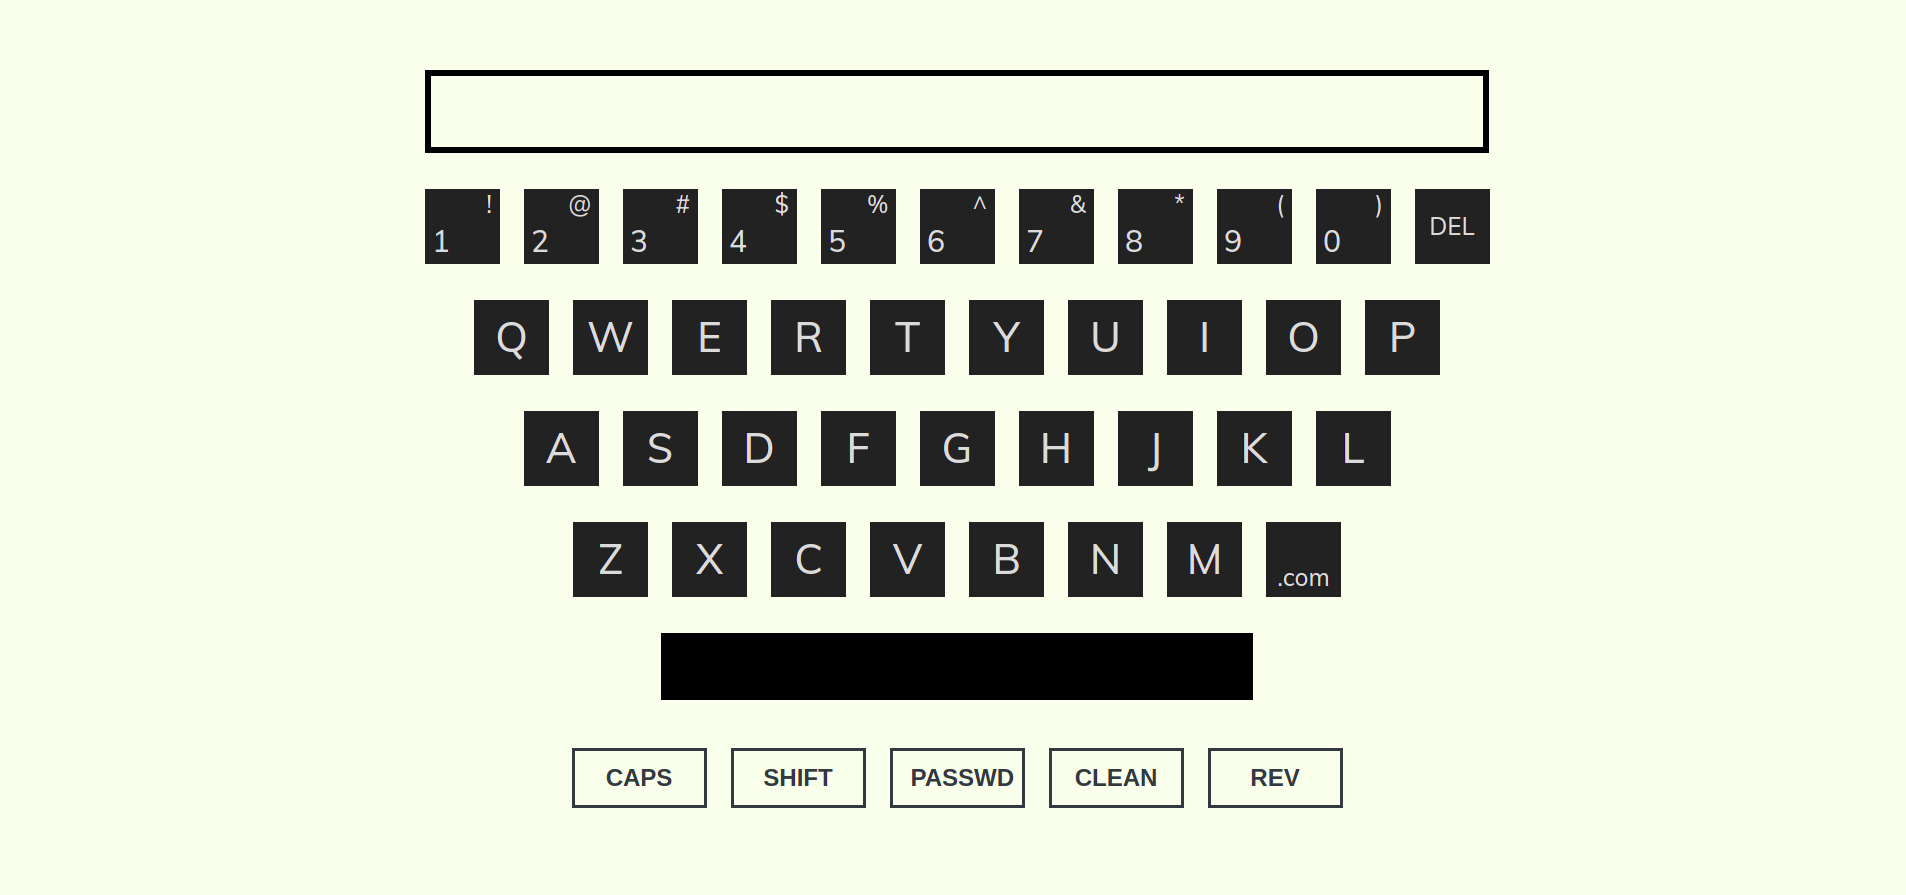 ! @ # $ % ^ & * ( )
1 2 3 4 5 6 7 8 9 0 DEL
Q W E R T Y U I O P
A S D F G H J K L
Z X C V B N M .com
CAPS SHIFT PASSWD CLEAN REV